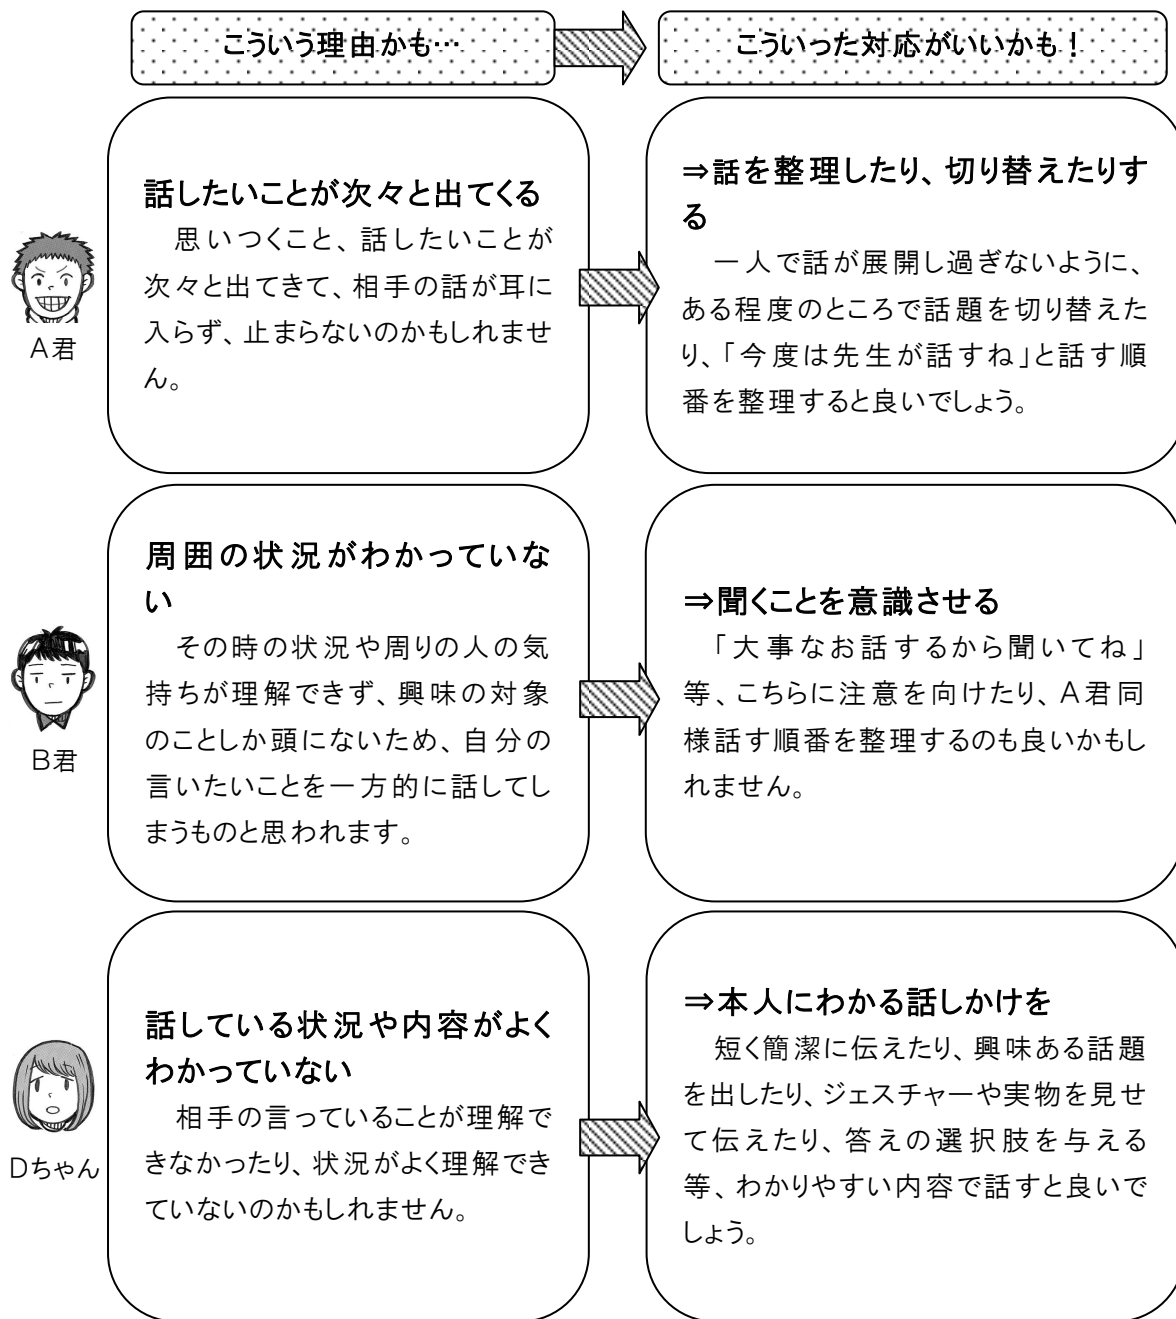 こういう理由かも…
こういった対応がいいかも！
A君
話したいことが次々と出てくる
思いつくこと、話したいことが
次々と出てきて、相手の話が耳に
入らず、止まらないのかもしれませ
ん。
⇒話を整理したり、切り替えたりす
る
一人で話が展開し過ぎないように、
ある程度のところで話題を切り替えた
り、「今度は先生が話すね」と話す順
番を整理すると良いでしょう。
B君
周囲の状況がわかっていな
い
その時の状況や周りの人の気
持ちが理解できず、興味の対象
のことしか頭にないため、自分の
言いたいことを一方的に話してし
まうものと思われます。
⇒聞くことを意識させる
「大事なお話するから聞いてね」
等、こちらに注意を向けたり、A君同
様話す順番を整理するのも良いかもし
れません。
Dちゃん
話している状況や内容がよく
わかっていない
相手の言っていることが理解で
きなかったり、状況がよく理解でき
ていないのかもしれません。
⇒本人にわかる話しかけを
短く簡潔に伝えたり、興味ある話題
を出したり、ジェスチャーや実物を見せ
て伝えたり、答えの選択肢を与える
等、わかりやすい内容で話すと良いで
しょう。